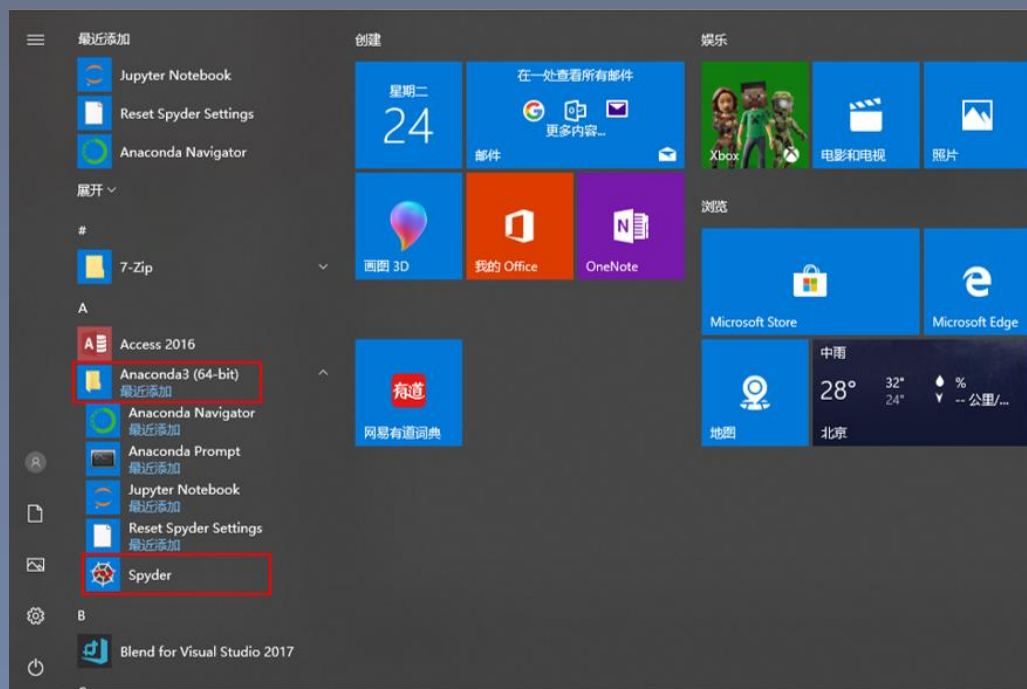 最近添加
Jupyter Notebook
Reset Spyder Settings
Anaconda Navigator
展开
#
7-Zip
A
Access 2016
Anaconda3 (64-bit)
最近添加
Anaconda Navigator
最近添加
Anaconda Prompt
最近添加
Jupyter Notebook
最近添加
Reset Spyder Settings
最近添加
Spyder
B
Blend for Visual Studio 2017
创建
星期二
24
在一处查看所有邮件
更多内容...
邮件
画图 3D
我的 Office
OneNote
有道
网易有道词典
娱乐
Xbox
电影和电视
照片
浏览
Microsoft Store
Microsoft Edge
地图
中雨
28°
32°
24°
%
-- 公里/...
北京